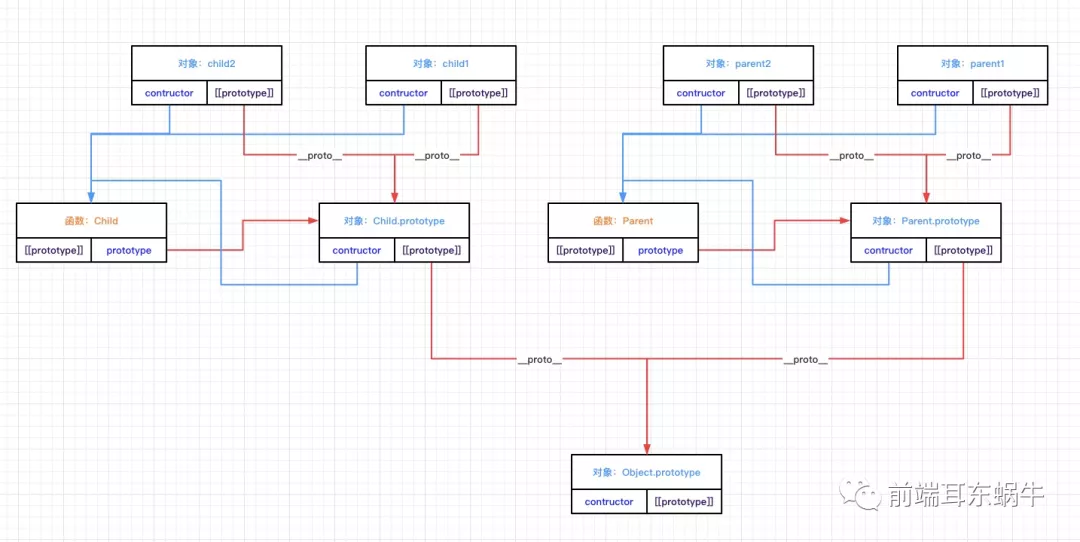 对象：child2
对象：child1
对象：parent2
对象：parent1
contructor [[prototype]]
contructor [[prototype]]
contructor [[prototype]]
contructor [[prototype]]
__proto__
__proto__
__proto__
__proto__
函数：Child
对象：Child.prototype
函数：Parent
对象：Parent.prototype
[[prototype]] prototype
contructor [[prototype]]
[[prototype]] prototype
contructor [[prototype]]
__proto__
__proto__
对象：Object.prototype
contructor [[prototype]]
前端耳东蜗牛